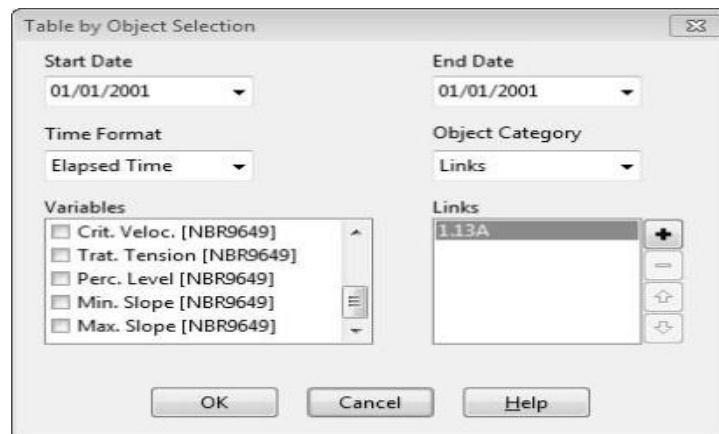 Table by Object Selection
Start Date
End Date
01/01/2001
01/01/2001
Time Format
Object Category
Elapsed Time
Links
Variables
Links
Crit. Veloc. [NBR9649]
Trat. Tension [NBR9649]
Perc. Level [NBR9649]
Min. Slope [NBR9649]
Max. Slope [NBR9649]
1.13A
OK
Cancel
Help